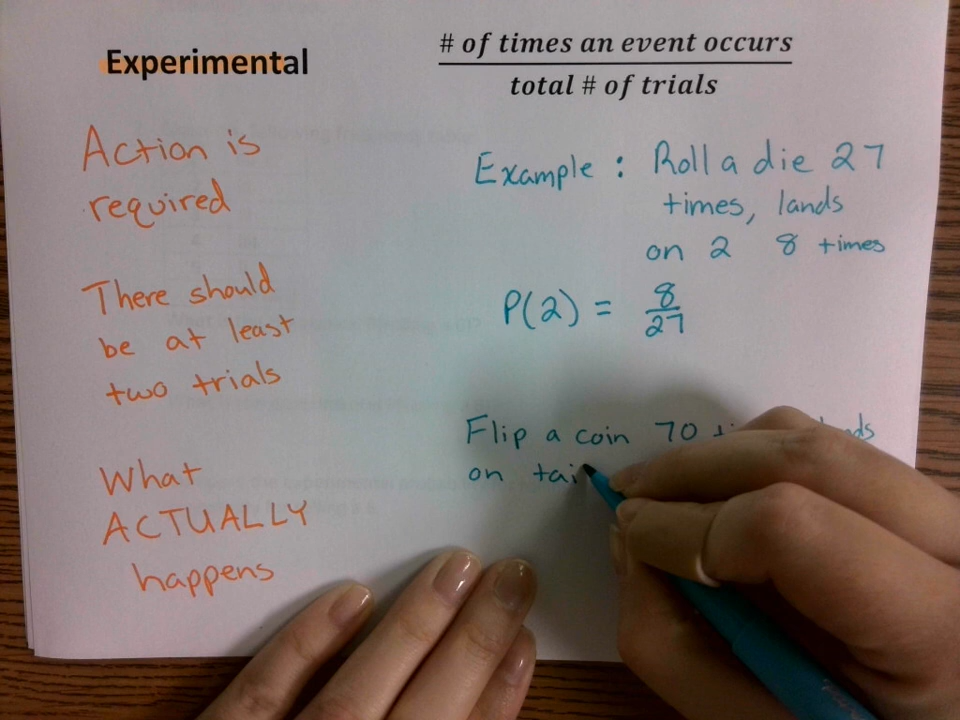 Experimental
# of times an event occurs
total # of trials
Action is
required
There should
be at least
two trials
What
ACTUALLY
happens
Example : Roll a die 27
times, lands
on 2 8 times
P(2) = 8/27
Flip a coin 70
on tai